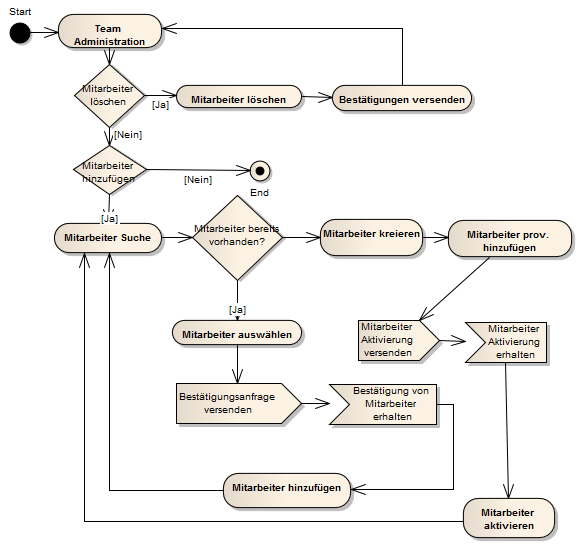 Start
Team
Administration
Mitarbeiter
löschen
[Ja]
Mitarbeiter löschen
Bestätigungen versenden
[Nein]
Mitarbeiter
hinzufügen
[Nein]
End
[Ja]
Mitarbeiter Suche
Mitarbeiter bereits
vorhanden?
Mitarbeiter kreieren
Mitarbeiter prov.
hinzufügen
[Ja]
Mitarbeiter auswählen
Mitarbeiter
Aktivierung
versenden
Mitarbeiter
Aktivierung
erhalten
Bestätigungsanfrage
versenden
Bestätigung von
Mitarbeiter
erhalten
Mitarbeiter hinzufügen
Mitarbeiter
aktivieren